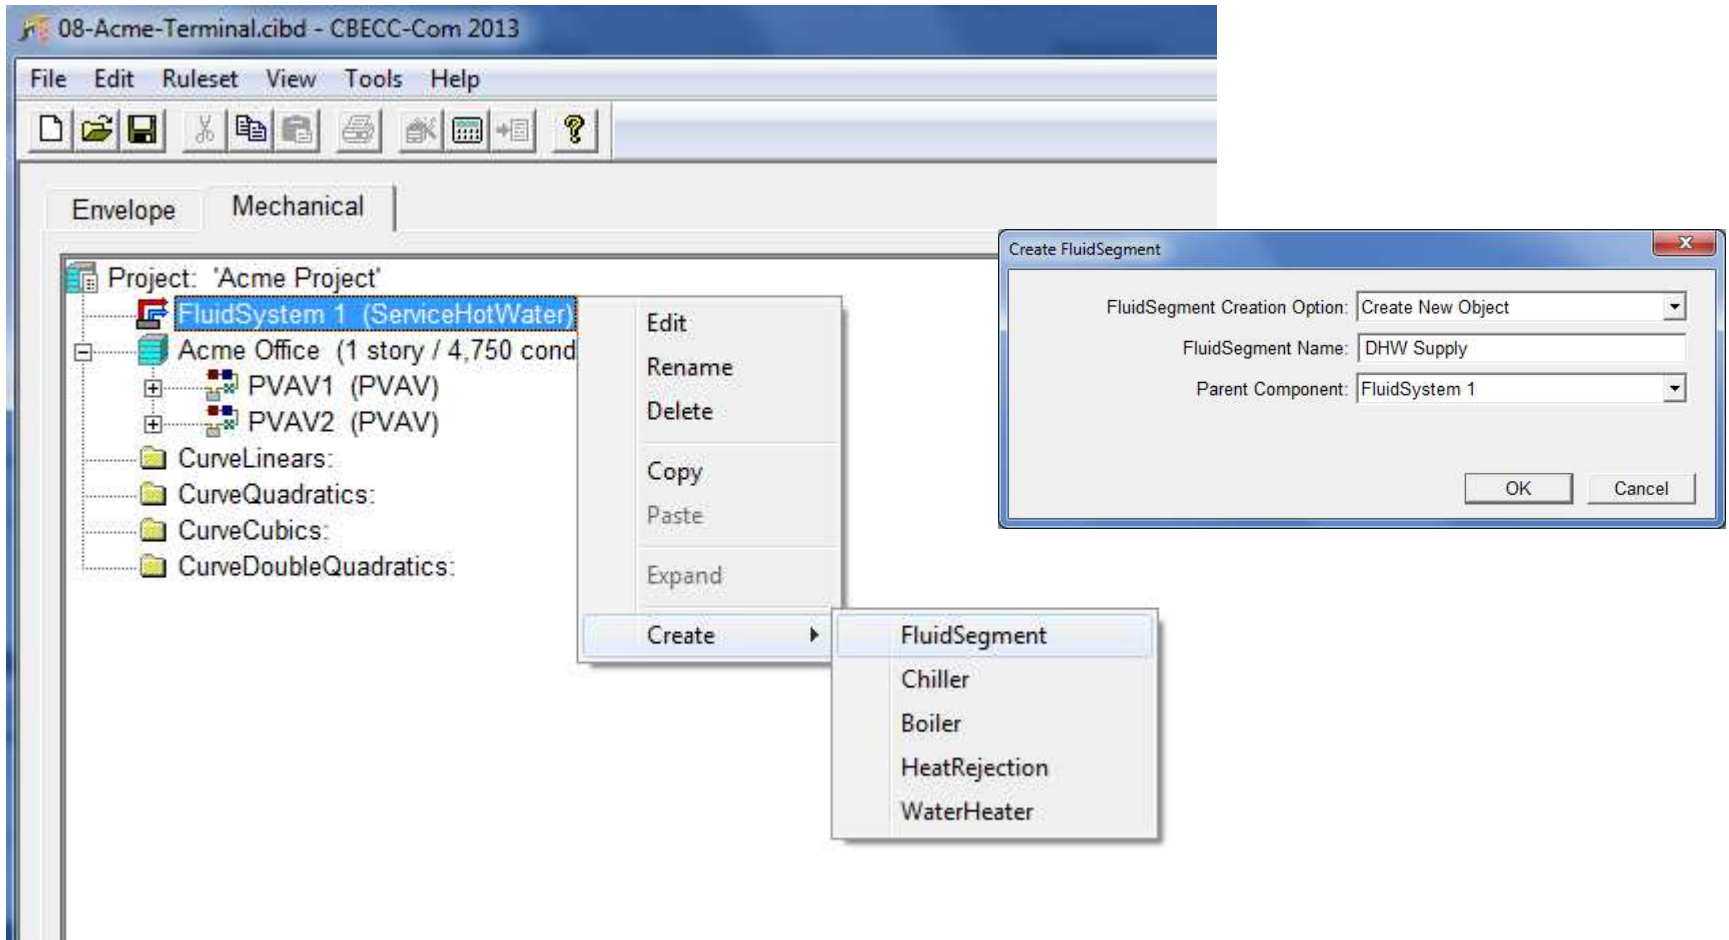 08-Acme-Terminal.cibd - CBECC-Com 2013
File Edit Ruleset View Tools Help
Envelope Mechanical
Project: 'Acme Project'
FluidSystem 1 (ServiceHotWater)
Acme Office (1 story / 4,750 cond
PVAV1 (PVAV)
PVAV2 (PVAV)
CurveLinears:
CurveQuadratics:
CurveCubics:
CurveDoubleQuadratics:
Edit
Rename
Delete
Copy
Paste
Expand
Create
FluidSegment
Chiller
Boiler
HeatRejection
WaterHeater
Create FluidSegment
FluidSegment Creation Option: Create New Object
FluidSegment Name: DHW Supply
Parent Component: FluidSystem 1
OK Cancel